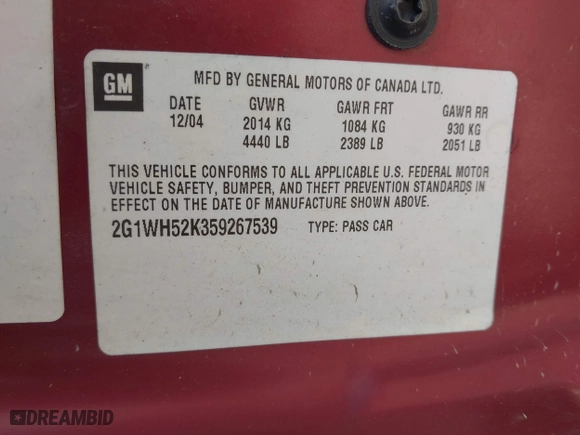 GM
MFD BY GENERAL MOTORS OF CANADA LTD.
DATE GVWR GAWR FRT GAWR RR
12/04 2014 KG 1084 KG 930 KG
4440 LB 2389 LB 2051 LB
THIS VEHICLE CONFORMS TO ALL APPLICABLE U.S. FEDERAL MOTOR
VEHICLE SAFETY, BUMPER, AND THEFT PREVENTION STANDARDS IN
EFFECT ON THE DATE OF MANUFACTURE SHOWN ABOVE.
2G1WH52K359267539 TYPE: PASS CAR
DREAMBID